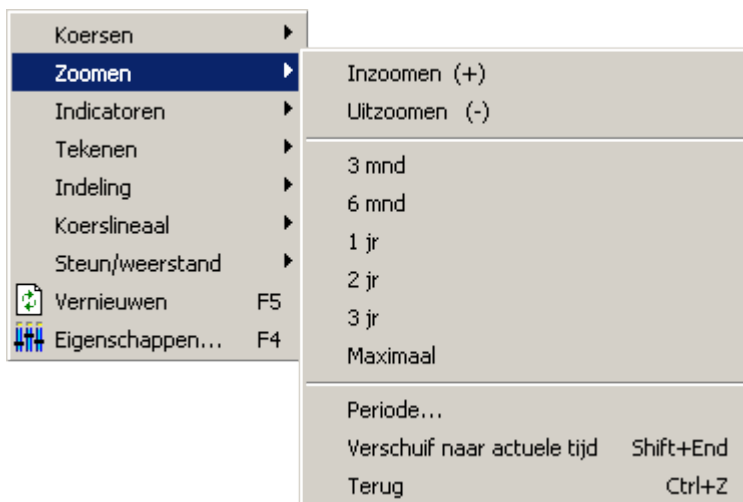 Koersen
Zoomen
Indicatoren
Tekenen
Indeling
Koerslineaal
Steun/weerstand
Vernieuwen F5
Eigenschappen... F4
Inzoomen (+)
Uitzoomen (-)
3 mnd
6 mnd
1 jr
2 jr
3 jr
Maximaal
Periode...
Verschuif naar actuele tijd Shift+End
Terug Ctrl+Z